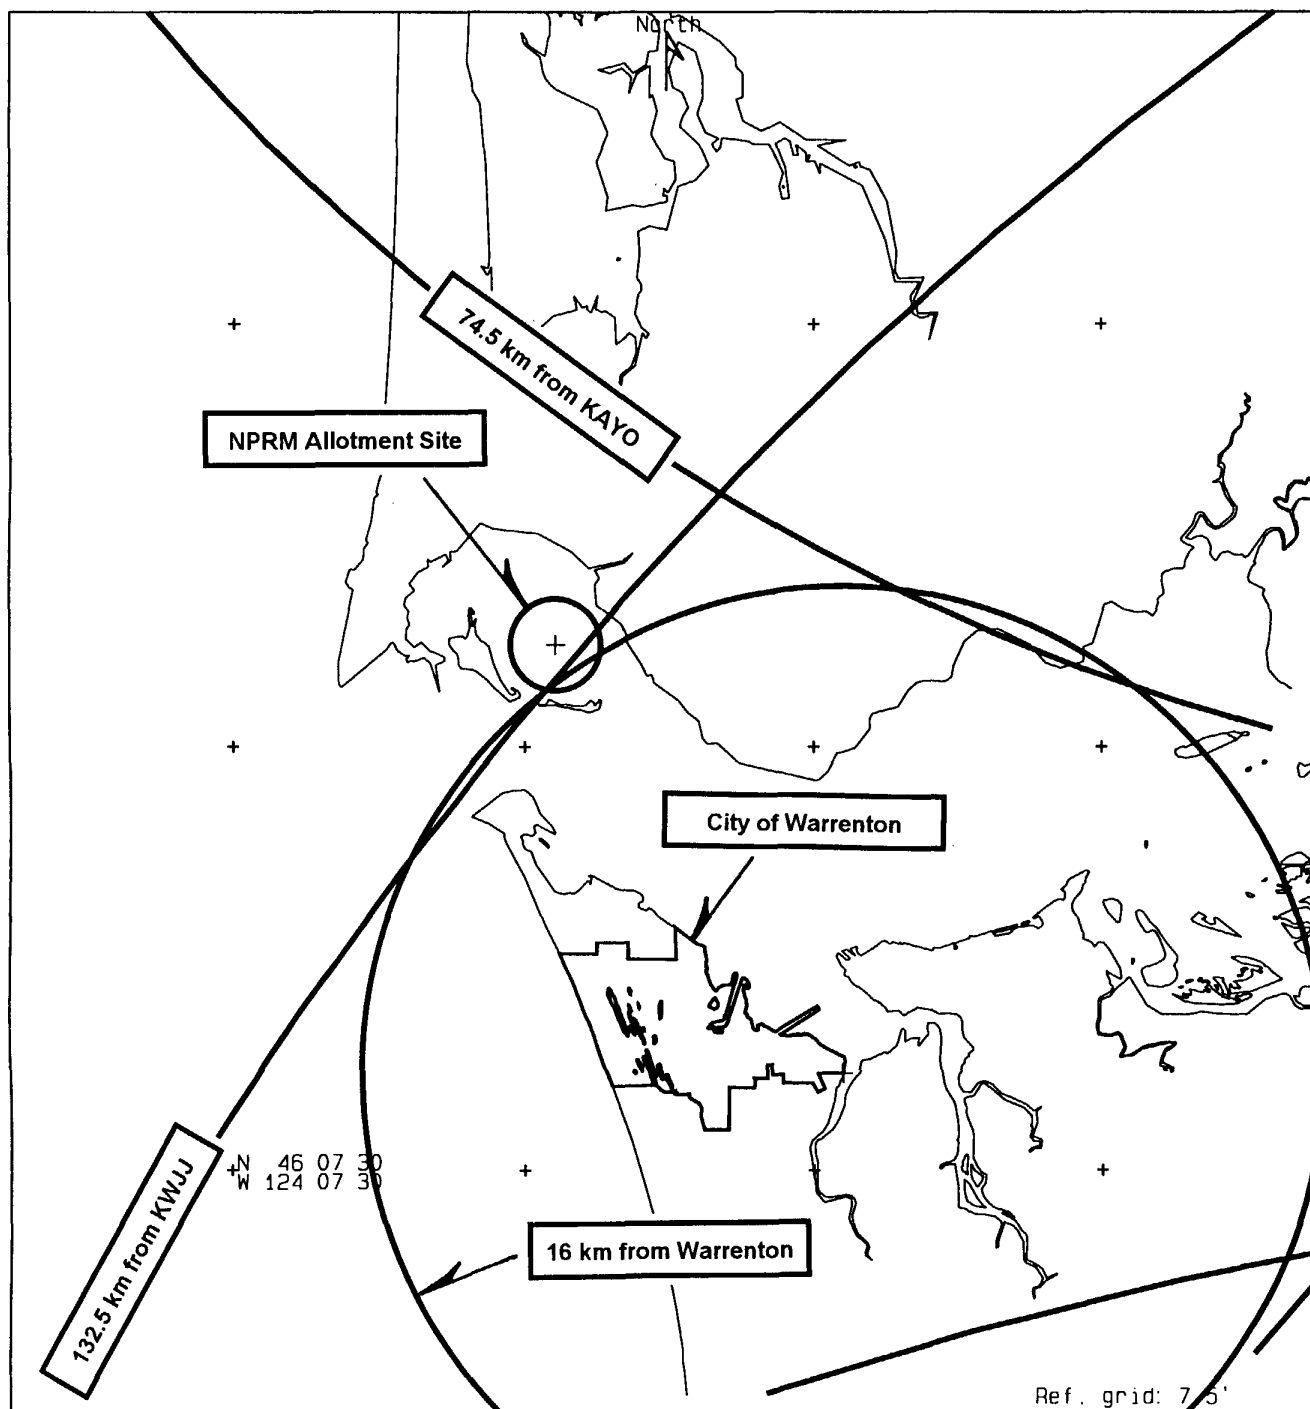 North
74.5 km from KAYO
NPRM Allotment Site
City of Warrenton
N 46 07 30
W 124 07 30
132.5 km from KWJJ
16 km from Warrenton
Ref. grid: 7.5'